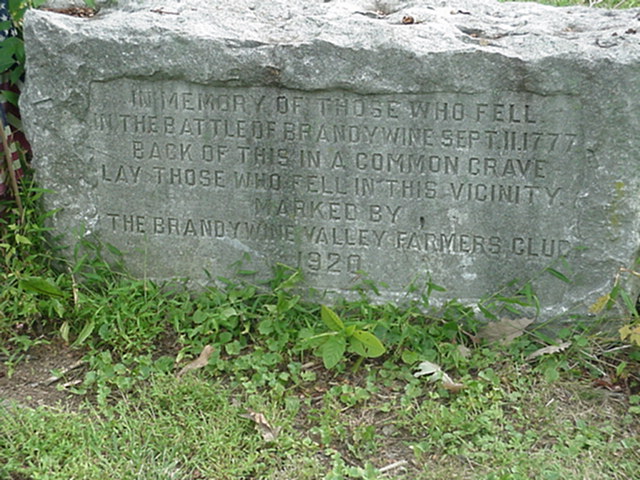 IN MEMORY OF THOSE WHO FELL
IN THE BATTLE OF BRANDYWINE SEPT. 11. 1777
BACK OF THIS IN A COMMON GRAVE
LAY THOSE WHO FELL IN THIS VICINITY.
MARKED BY
THE BRANDYWINE VALLEY FARMERS CLUB
1920